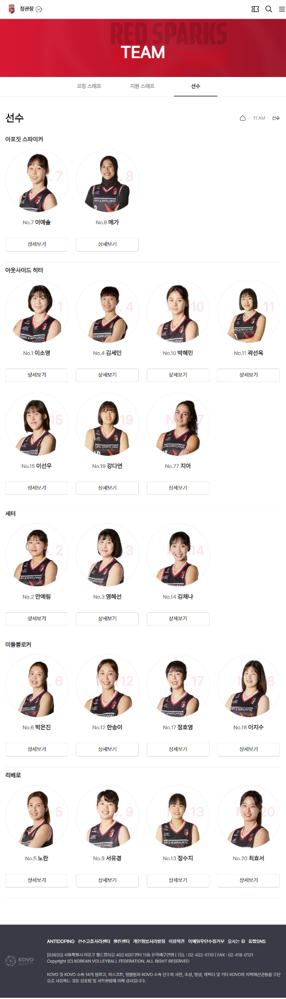 정관장
RED SPARKS
TEAM
코칭 스태프
지원 스태프
선수
선수
TEAM
선수
아포짓 스파이커
No.7 이예솔
No.8 메가
상세보기
상세보기
아웃사이드 히터
No.1 이소영
No.4 김세인
No.10 박혜민
No.11 곽선옥
상세보기
상세보기
상세보기
상세보기
No.15 이선우
No.19 강다연
No.77 지아
상세보기
상세보기
상세보기
세터
No.2 안예림
No.3 염혜선
No.14 김채나
상세보기
상세보기
상세보기
미들블로커
No.6 박은진
No.12 한송이
No.17 정호영
No.18 이지수
상세보기
상세보기
상세보기
상세보기
리베로
No.5 노란
No.9 서유경
No.13 정수지
No.20 최효서
상세보기
상세보기
상세보기
상세보기
KOVO
ANTIDOPING 선수고충처리센터 클린센터 개인정보처리방침 이용약관 이메일무단수집거부 오시는 길 통합SNS
[03925] 서울특별시 마포구 월드컵북로 402 KGIT센터 11층 한국배구연맹 | TEL : 02-422-0110 | FAX : 02-418-0131
Copyright (C) KOREAN VOLLEYBALL FEDERATION. ALL RIGHT RESERVED
KOVO 및 KOVO 소속 14개 팀로고, 마스코트, 엠블럼과 KOVO 소속 선수의 사진, 초상, 영상, 캐릭터 및 기타 KOVO의 지적재산권등을 무단
으로 사용하는 것은 상표법 및 저작권법에 의해 금지됩니다.